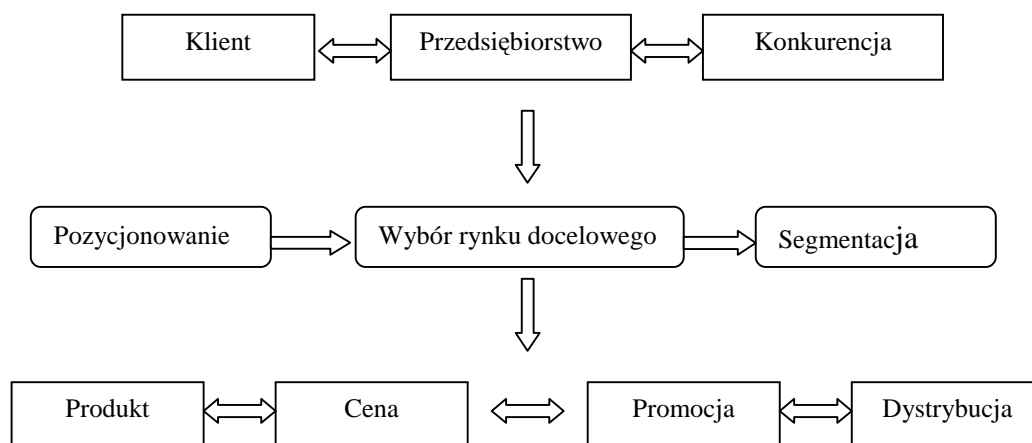 Klient
Przedsiębiorstwo
Konkurencja
Pozycjonowanie
Wybór rynku docelowego
Segmentacja
Produkt
Cena
Promocja
Dystrybucja